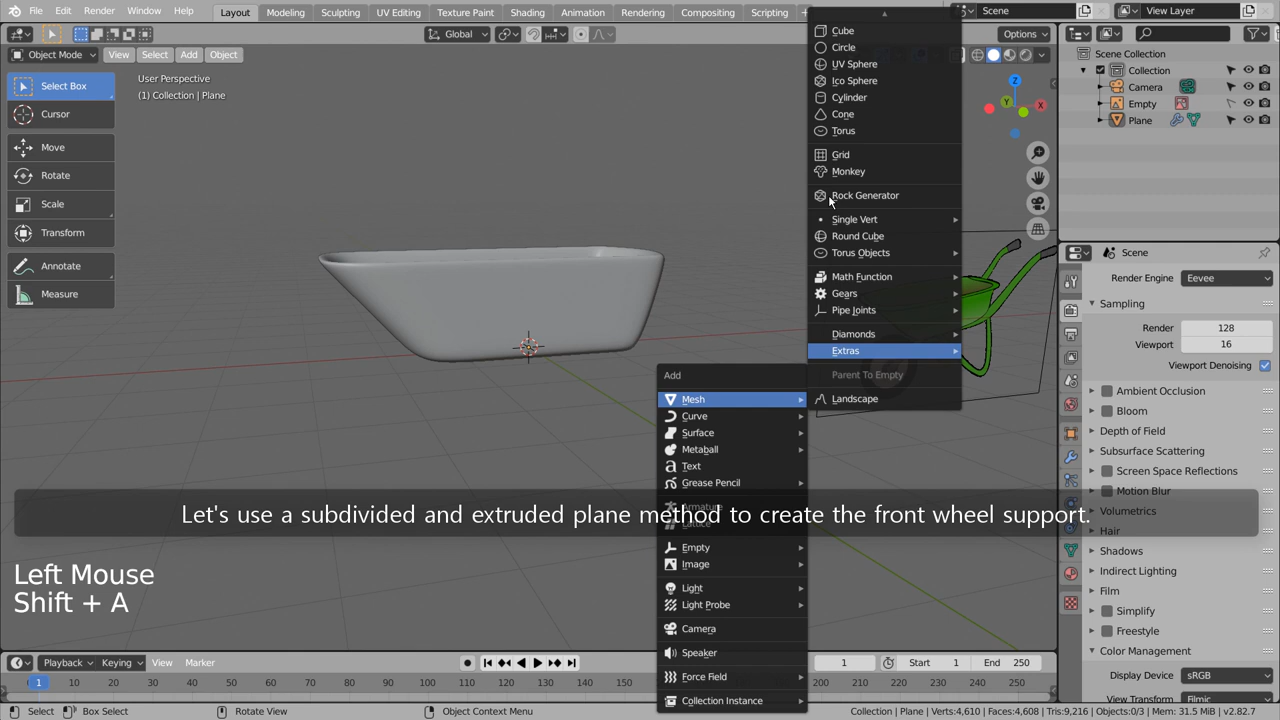 File Edit Render Window Help Layout Modeling Sculpting UV Editing Texture Paint Shading Animation Rendering Compositing Scripting + Scene View Layer
Global Options
Object Mode View Select Add Object
User Perspective
(1) Collection | Plane
Select Box
Cursor
Move
Rotate
Scale
Transform
Annotate
Measure
Z
Y
X
Cube
Circle
UV Sphere
Ico Sphere
Cylinder
Cone
Torus
Grid
Monkey
Rock Generator
Single Vert
Round Cube
Torus Objects
Math Function
Gears
Pipe Joints
Diamonds
Extras
Parent To Empty
Landscape
Add
Mesh
Curve
Surface
Metaball
Text
Grease Pencil
Armature
Lattice
Empty
Image
Light
Light Probe
Camera
Speaker
Force Field
Collection Instance
Let's use a subdivided and extruded plane method to create the front wheel support.
Left Mouse
Shift + A
Scene Collection
Collection
Camera
Empty
Plane
Scene
Render Engine Eevee
Sampling
Render 128
Viewport 16
Viewport Denoising
Ambient Occlusion
Bloom
Depth of Field
Subsurface Scattering
Screen Space Reflections
Motion Blur
Volumetrics
Hair
Shadows
Indirect Lighting
Film
Simplify
Freestyle
Color Management
Display Device sRGB
View Transform Filmic
Playback Keying View Marker 1 Start 1 End 250
1 10 20 30 40 50 60 70 80 90 100 110 120 130 140 150 200 210 220 230 240 250
Select Box Select Rotate View Object Context Menu Collection | Plane | Verts:4,610 | Faces:4,608 | Tris:9,216 | Objects:0/3 | Mem: 31.5 MiB | v2.82.7